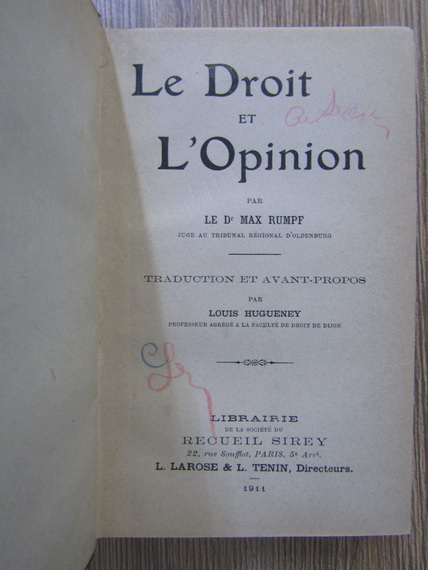 Le Droit
ET
L'Opinion
PAR
LE Dr MAX RUMPF
JUGE AU TRIBUNAL RÉGIONAL D'OLDENBURG
TRADUCTION ET AVANT-PROPOS
PAR
LOUIS HUGUENEY
PROFESSEUR AGRÉGÉ A LA FACULTÉ DE DROIT DE DIJON
LIBRAIRIE
DE LA SOCIÉTÉ DU
RECUEIL SIREY
22, rue Soufflot, PARIS, 5e Arrt.
L. LAROSE & L. TENIN, Directeurs.
1911